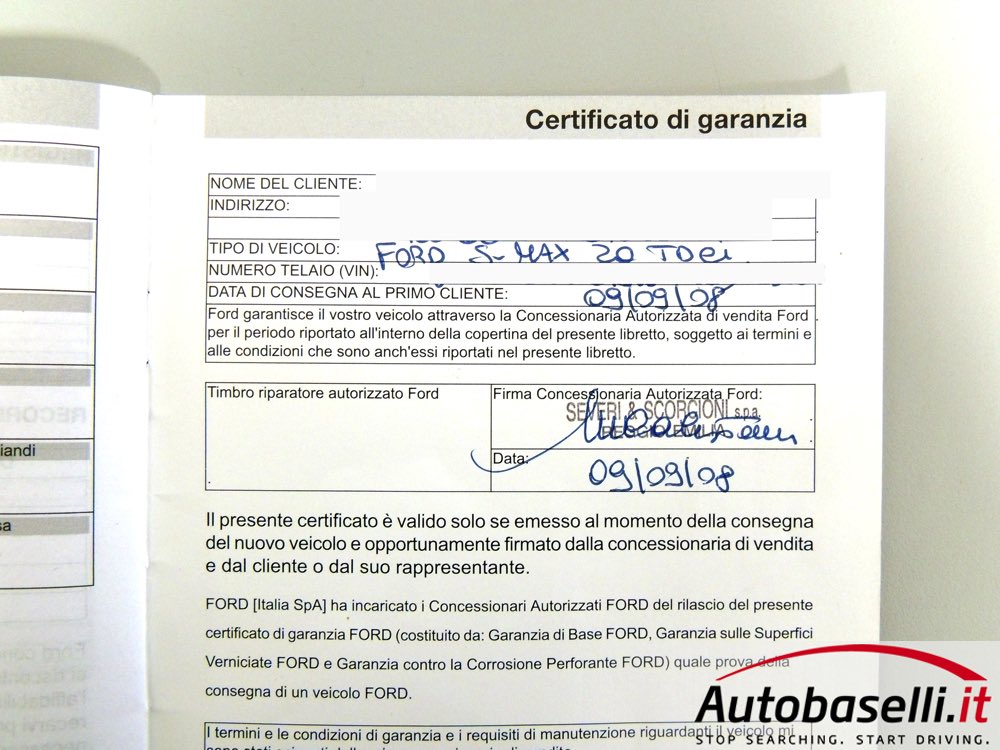 Certificato di garanzia
NOME DEL CLIENTE:
INDIRIZZO:
TIPO DI VEICOLO: FORD S-MAX 20 TDCi
NUMERO TELAIO (VIN):
DATA DI CONSEGNA AL PRIMO CLIENTE: 09/09/08
Ford garantisce il vostro veicolo attraverso la Concessionaria Autorizzata di vendita Ford
per il periodo riportato all'interno della copertina del presente libretto, soggetto ai termini e
alle condizioni che sono anch'essi riportati nel presente libretto.
Timbro riparatore autorizzato Ford
Firma Concessionaria Autorizzata Ford:
SEVERI & SCORCIONI s.p.a.
REGGIO EMILIA
Data:
09/09/08
Il presente certificato è valido solo se emesso al momento della consegna
del nuovo veicolo e opportunamente firmato dalla concessionaria di vendita
e dal cliente o dal suo rappresentante.
FORD [Italia SpA] ha incaricato i Concessionari Autorizzati FORD del rilascio del presente
certificato di garanzia FORD (costituito da: Garanzia di Base FORD, Garanzia sulle Superfici
Verniciate FORD e Garanzia contro la Corrosione Perforante FORD) quale prova della
consegna di un veicolo FORD.
I termini e le condizioni di garanzia e i requisiti di manutenzione riguardanti il veicolo mi
iandi
sa
Autobaselli.it
STOP SEARCHING. START DRIVING.